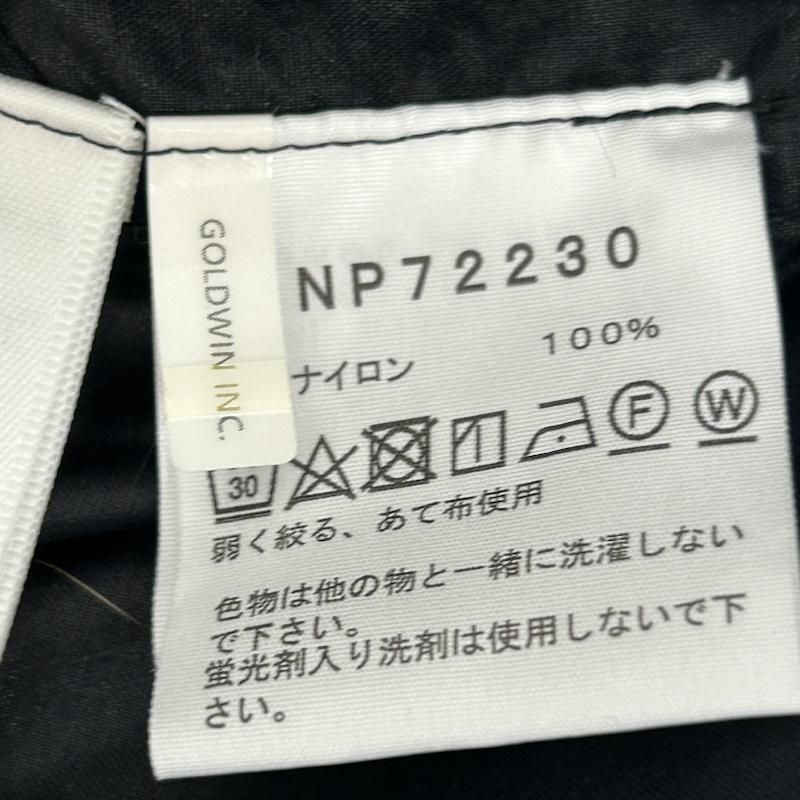 GOLDWIN INC.
NP72230
ナイロン 100%
30 F W
弱く絞る、あて布使用
色物は他の物と一緒に洗濯しない
で下さい。
蛍光剤入り洗剤は使用しないで下
さい。